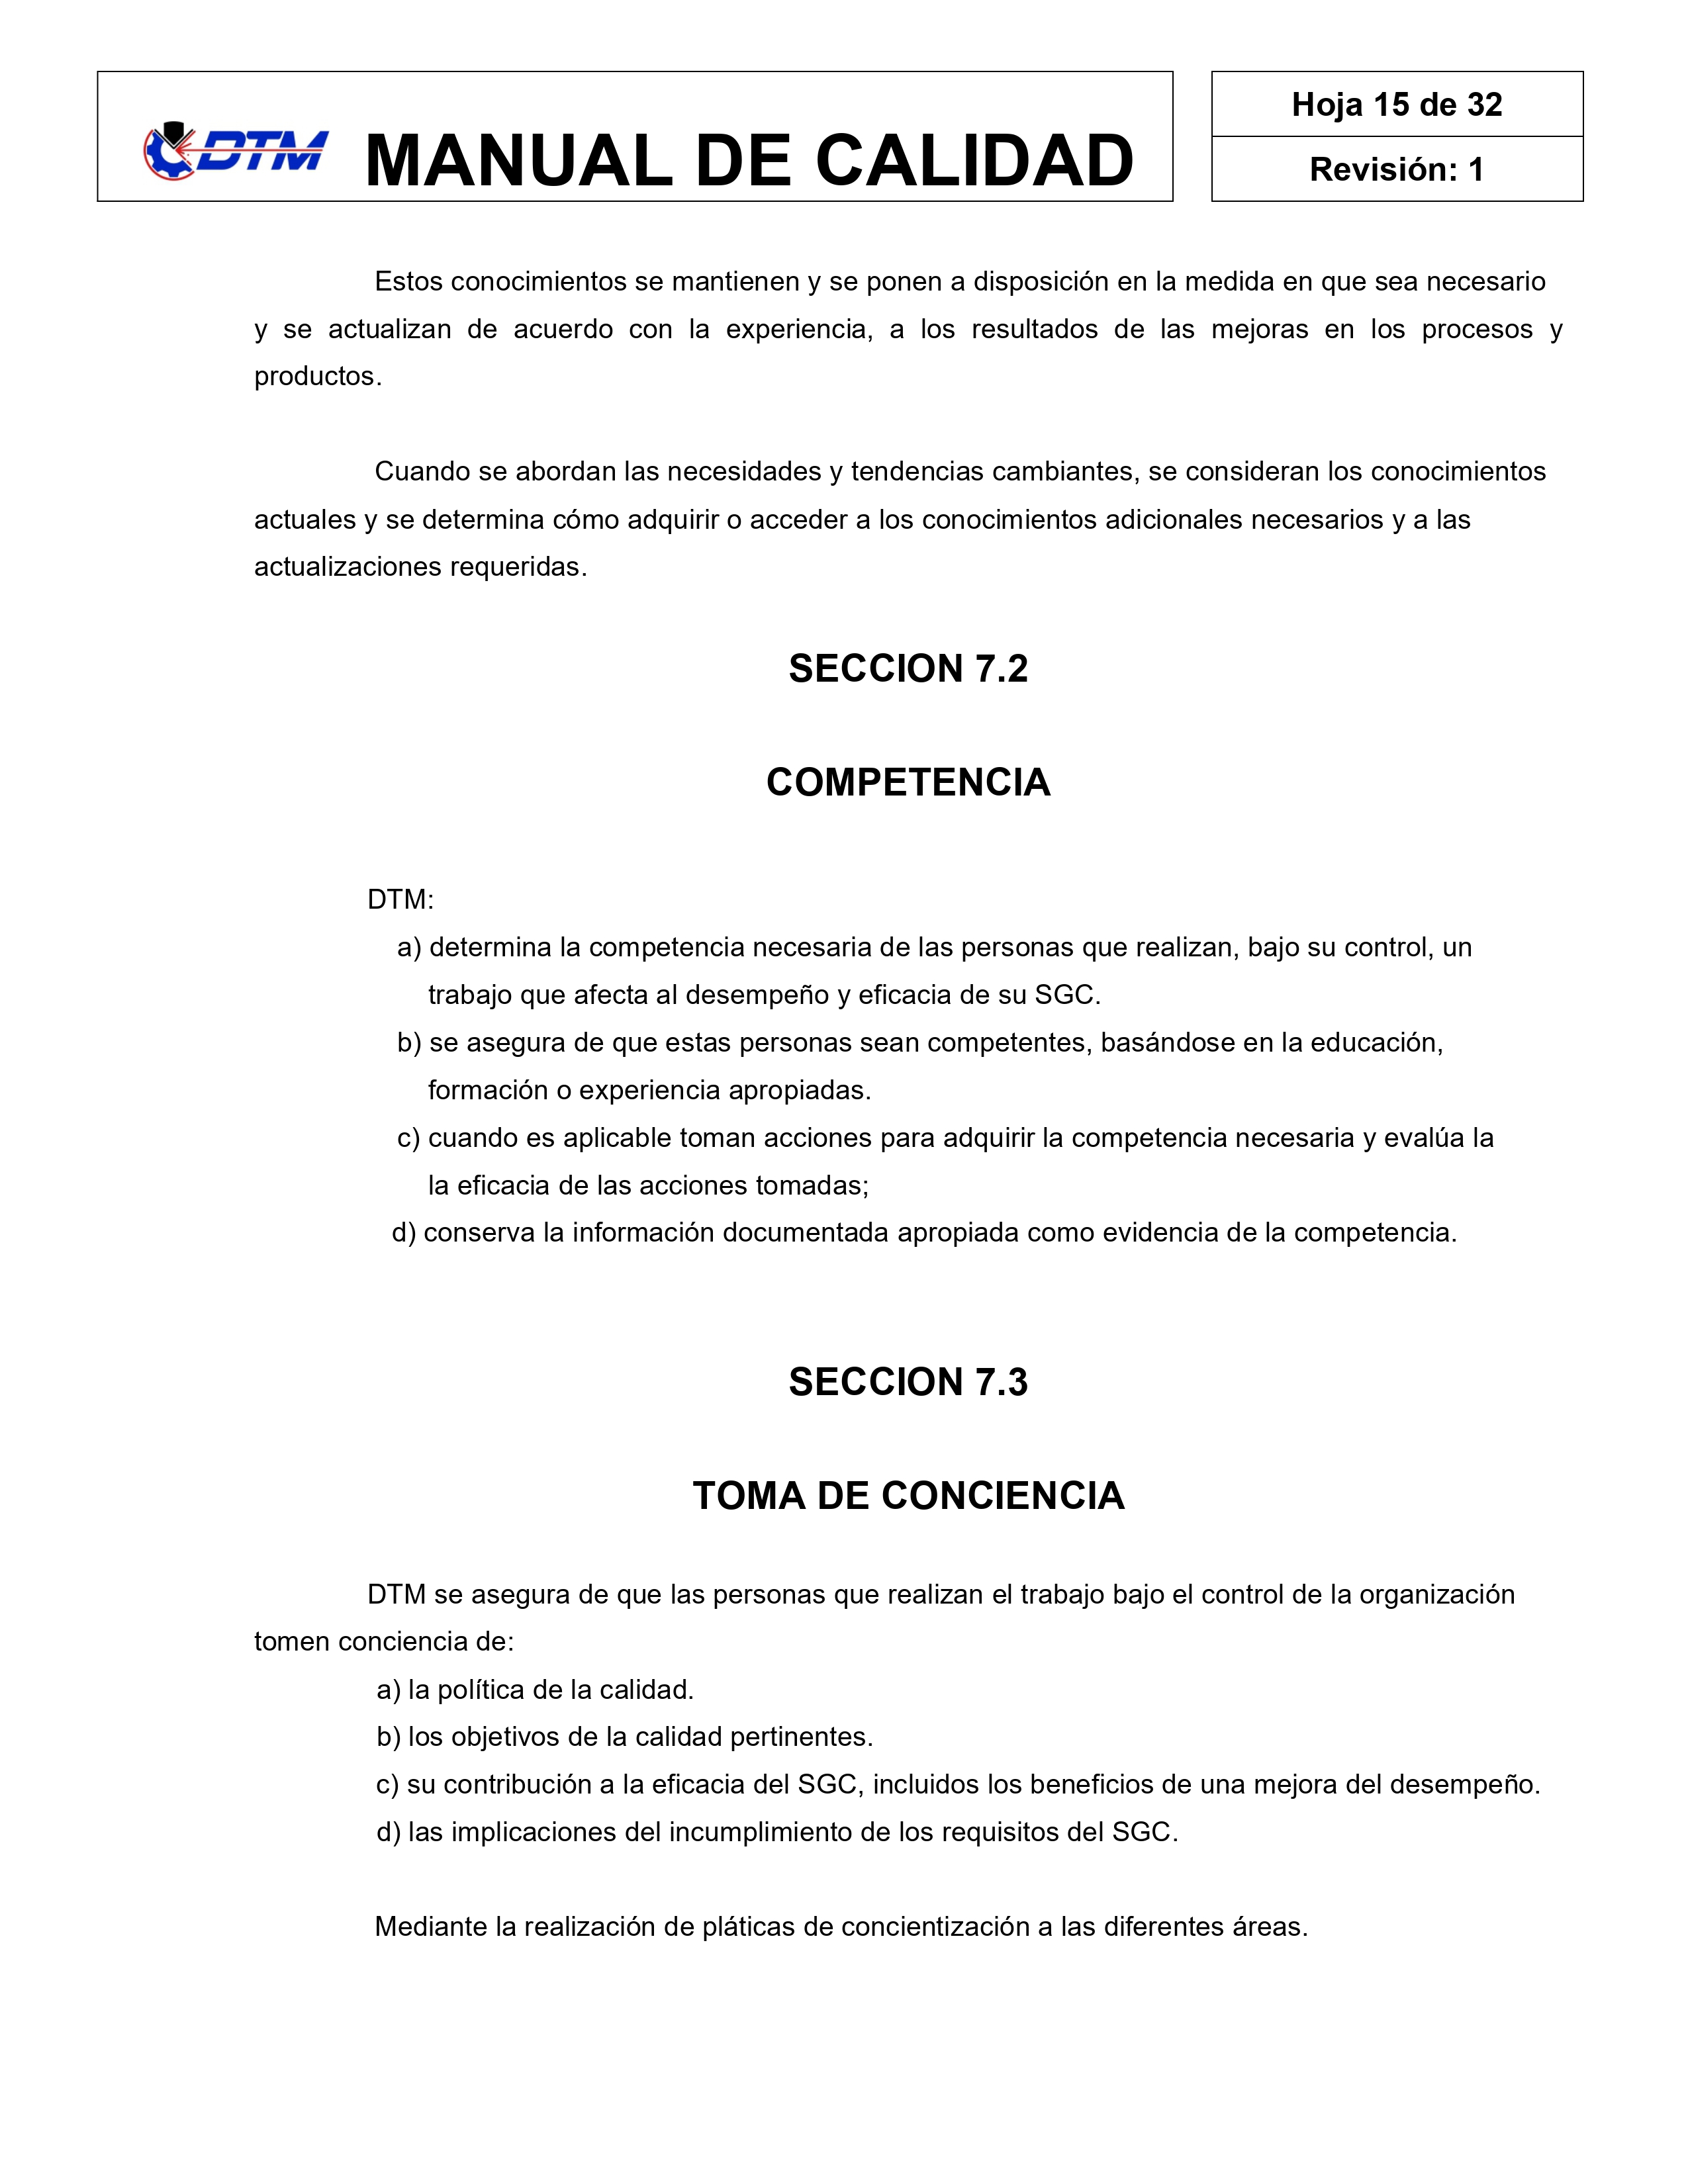 DTM
MANUAL DE CALIDAD
Hoja 15 de 32
Revisión: 1
Estos conocimientos se mantienen y se ponen a disposición en la medida en que sea necesario
y se actualizan de acuerdo con la experiencia, a los resultados de las mejoras en los procesos y
productos.
Cuando se abordan las necesidades y tendencias cambiantes, se consideran los conocimientos
actuales y se determina cómo adquirir o acceder a los conocimientos adicionales necesarios y a las
actualizaciones requeridas.
SECCION 7.2
COMPETENCIA
DTM:
a) determina la competencia necesaria de las personas que realizan, bajo su control, un
trabajo que afecta al desempeño y eficacia de su SGC.
b) se asegura de que estas personas sean competentes, basándose en la educación,
formación o experiencia apropiadas.
c) cuando es aplicable toman acciones para adquirir la competencia necesaria y evalúa la
la eficacia de las acciones tomadas;
d) conserva la información documentada apropiada como evidencia de la competencia.
SECCION 7.3
TOMA DE CONCIENCIA
DTM se asegura de que las personas que realizan el trabajo bajo el control de la organización
tomen conciencia de:
a) la política de la calidad.
b) los objetivos de la calidad pertinentes.
c) su contribución a la eficacia del SGC, incluidos los beneficios de una mejora del desempeño.
d) las implicaciones del incumplimiento de los requisitos del SGC.
Mediante la realización de pláticas de concientización a las diferentes áreas.